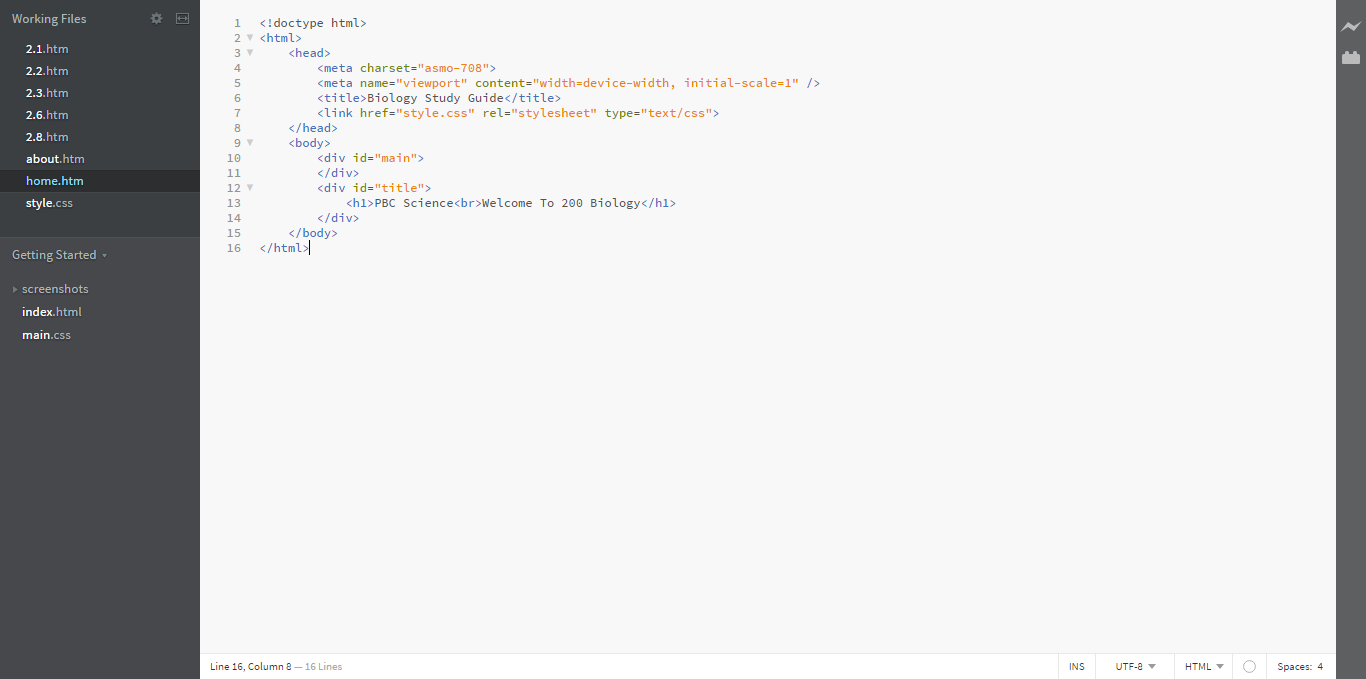 Working Files
2.1.htm
2.2.htm
2.3.htm
2.6.htm
2.8.htm
about.htm
home.htm
style.css
Getting Started
screenshots
index.html
main.css
1 <!doctype html>
2 <html>
3     <head>
4         <meta charset="asmo-708">
5         <meta name="viewport" content="width=device-width, initial-scale=1" />
6         <title>Biology Study Guide</title>
7         <link href="style.css" rel="stylesheet" type="text/css">
8     </head>
9     <body>
10         <div id="main">
11         </div>
12         <div id="title">
13             <h1>PBC Science<br>Welcome To 200 Biology</h1>
14         </div>
15     </body>
16 </html>
Line 16, Column 8 — 16 Lines INS UTF-8 HTML Spaces: 4